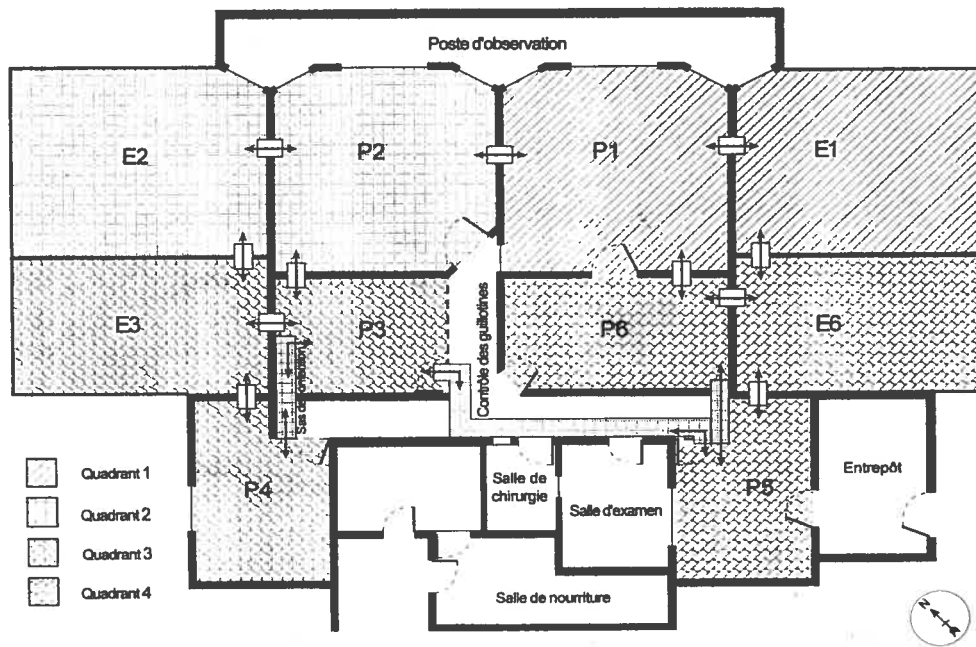 Poste d'observation
E2
P2
P1
E1
E3
P3
Contrôle des guillotines
P6
E6
Sas de contention
P4
P5
Entrepôt
Salle de
chirurgie
Salle d'examen
Salle de nourriture
Quadrant 1
Quadrant 2
Quadrant 3
Quadrant 4
N